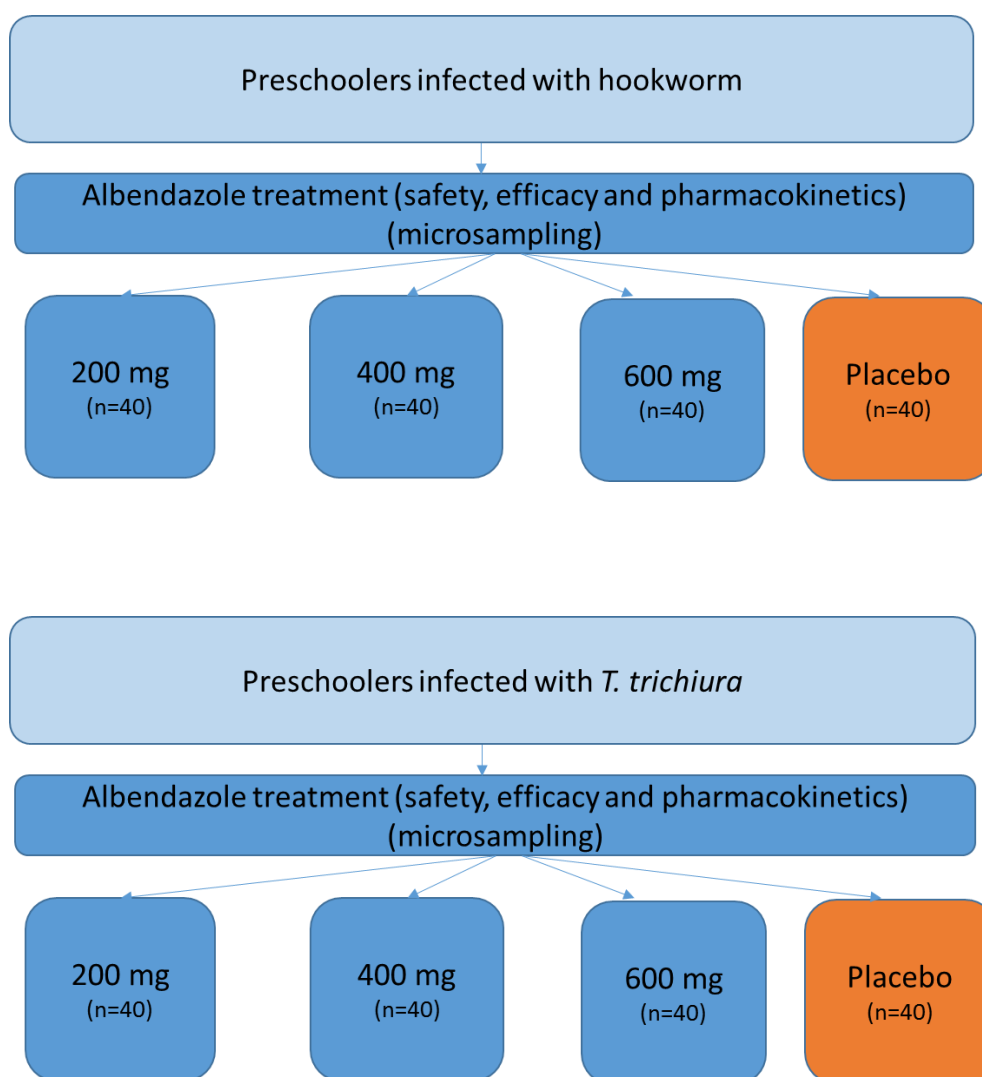 Preschoolers infected with hookworm
Albendazole treatment (safety, efficacy and pharmacokinetics)
(microsampling)
200 mg
(n=40)
400 mg
(n=40)
600 mg
(n=40)
Placebo
(n=40)
Preschoolers infected with T. trichiura
Albendazole treatment (safety, efficacy and pharmacokinetics)
(microsampling)
200 mg
(n=40)
400 mg
(n=40)
600 mg
(n=40)
Placebo
(n=40)